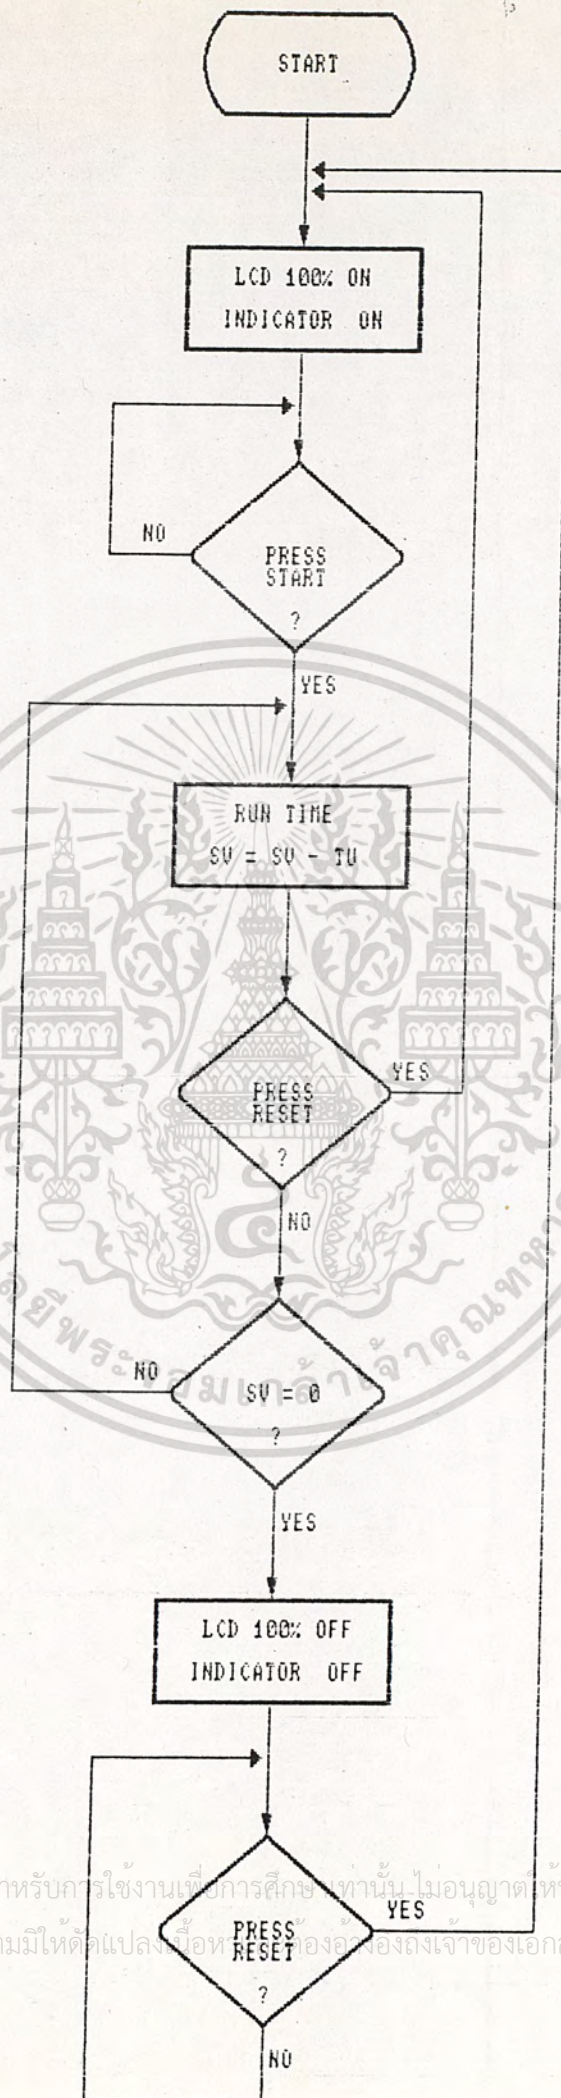 START
LCD 100% ON
INDICATOR ON
NO
PRESS
START
?
YES
RUN TIME
SV = SV - TU
YES
PRESS
RESET
?
NO
NO
SV = 0
?
YES
LCD 100% OFF
INDICATOR OFF
YES
PRESS
RESET
?
NO